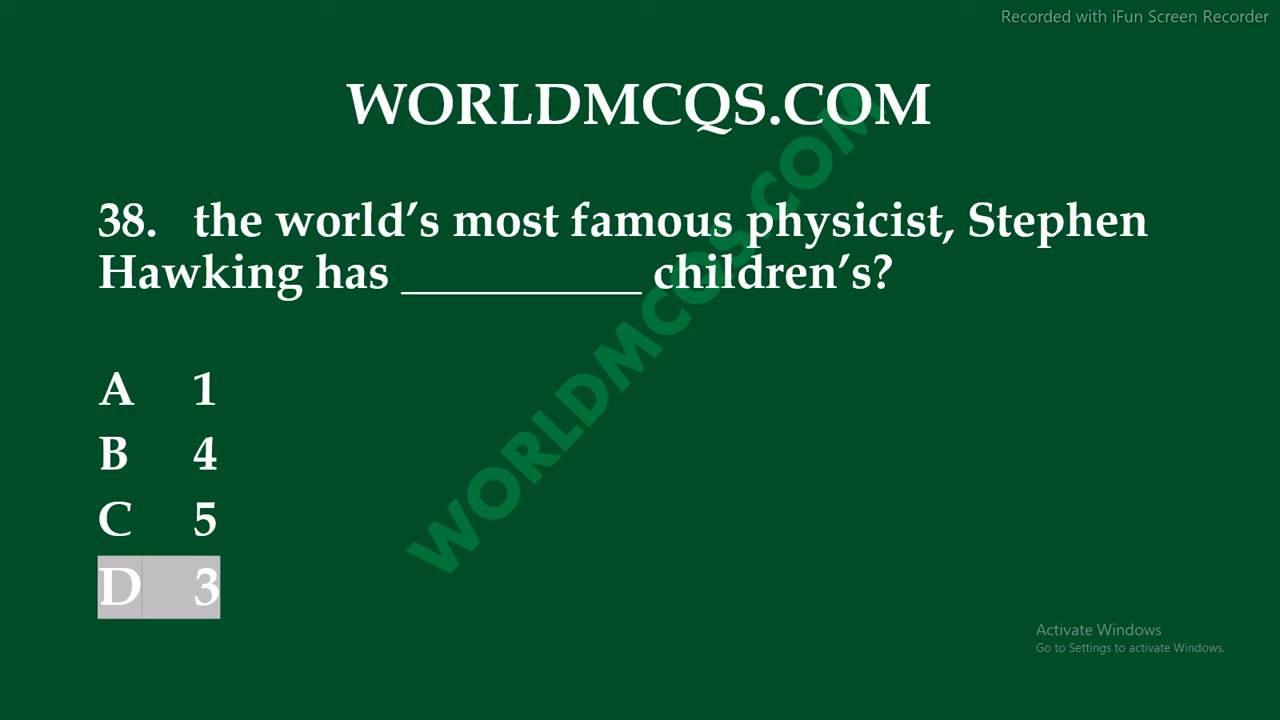 Recorded with iFun Screen Recorder
WORLDMCQS.COM
38. the world’s most famous physicist, Stephen
Hawking has __________ children’s?
A 1
B 4
C 5
D 3
WORLDMCQS.COM
Activate Windows
Go to Settings to activate Windows.